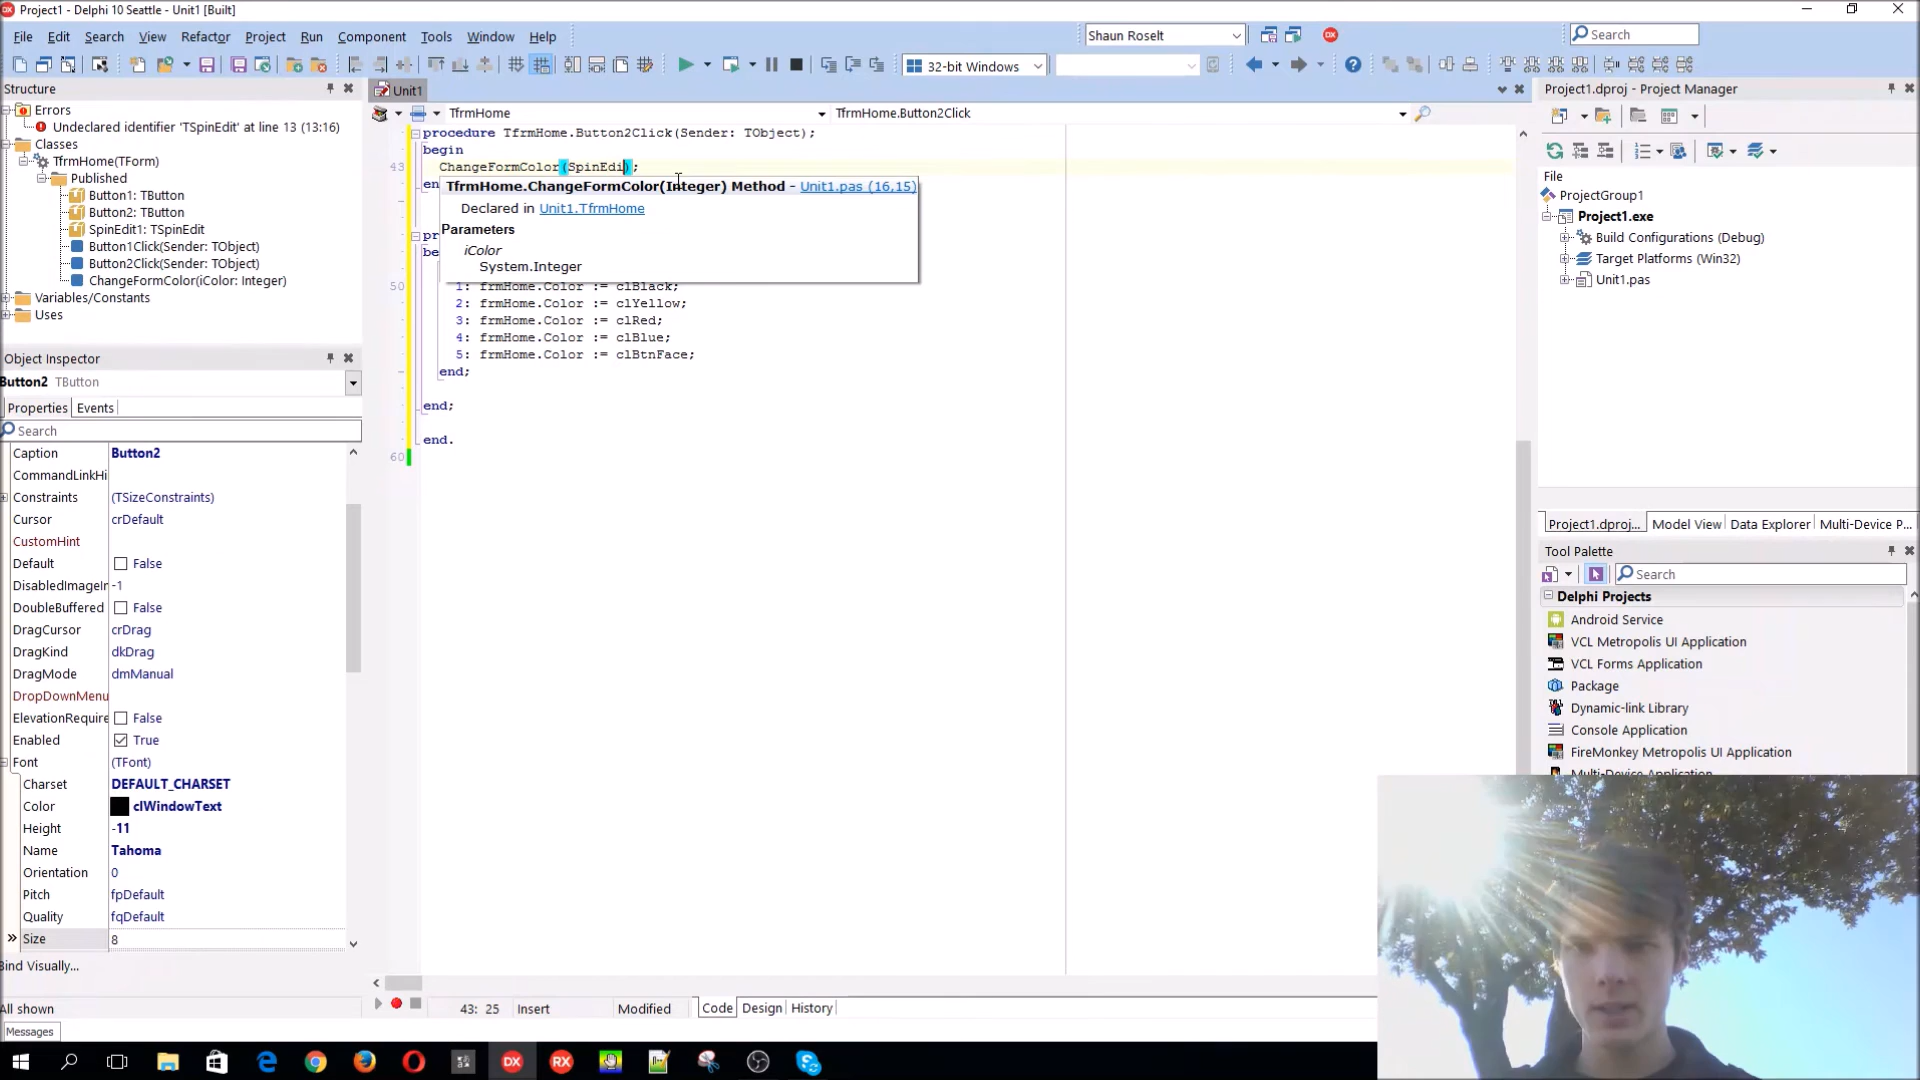 Project1 - Delphi 10 Seattle - Unit1 [Built]
File Edit Search View Refactor Project Run Component Tools Window Help
Shaun Roselt
Search
32-bit Windows
Structure
Errors
Undeclared identifier 'TSpinEdit' at line 13 (13:16)
Classes
TfrmHome(TForm)
Published
Button1: TButton
Button2: TButton
SpinEdit1: TSpinEdit
Button1Click(Sender: TObject)
Button2Click(Sender: TObject)
ChangeFormColor(iColor: Integer)
Variables/Constants
Uses
Object Inspector
Button2 TButton
Properties Events
Search
Caption Button2
CommandLinkHi
Constraints (TSizeConstraints)
Cursor crDefault
CustomHint
Default False
DisabledImageIn -1
DoubleBuffered False
DragCursor crDrag
DragKind dkDrag
DragMode dmManual
DropDownMenu
ElevationRequire False
Enabled True
Font (TFont)
Charset DEFAULT_CHARSET
Color clWindowText
Height -11
Name Tahoma
Orientation 0
Pitch fpDefault
Quality fqDefault
Size 8
Bind Visually...
All shown
Messages
Unit1
TfrmHome
TfrmHome.Button2Click
procedure TfrmHome.Button2Click(Sender: TObject);
begin
43 ChangeFormColor(SpinEdi);
en
TfrmHome.ChangeFormColor(Integer) Method - Unit1.pas (16,15)
Declared in Unit1.TfrmHome
Parameters
iColor
System.Integer
pr
be
50 1: frmHome.Color := clBlack;
2: frmHome.Color := clYellow;
3: frmHome.Color := clRed;
4: frmHome.Color := clBlue;
5: frmHome.Color := clBtnFace;
end;
end;
end.
60
43: 25 Insert Modified Code Design History
Project1.dproj - Project Manager
File
ProjectGroup1
Project1.exe
Build Configurations (Debug)
Target Platforms (Win32)
Unit1.pas
Project1.dproj... Model View Data Explorer Multi-Device P...
Tool Palette
Search
Delphi Projects
Android Service
VCL Metropolis UI Application
VCL Forms Application
Package
Dynamic-link Library
Console Application
FireMonkey Metropolis UI Application
Multi-Device Application
DX RX